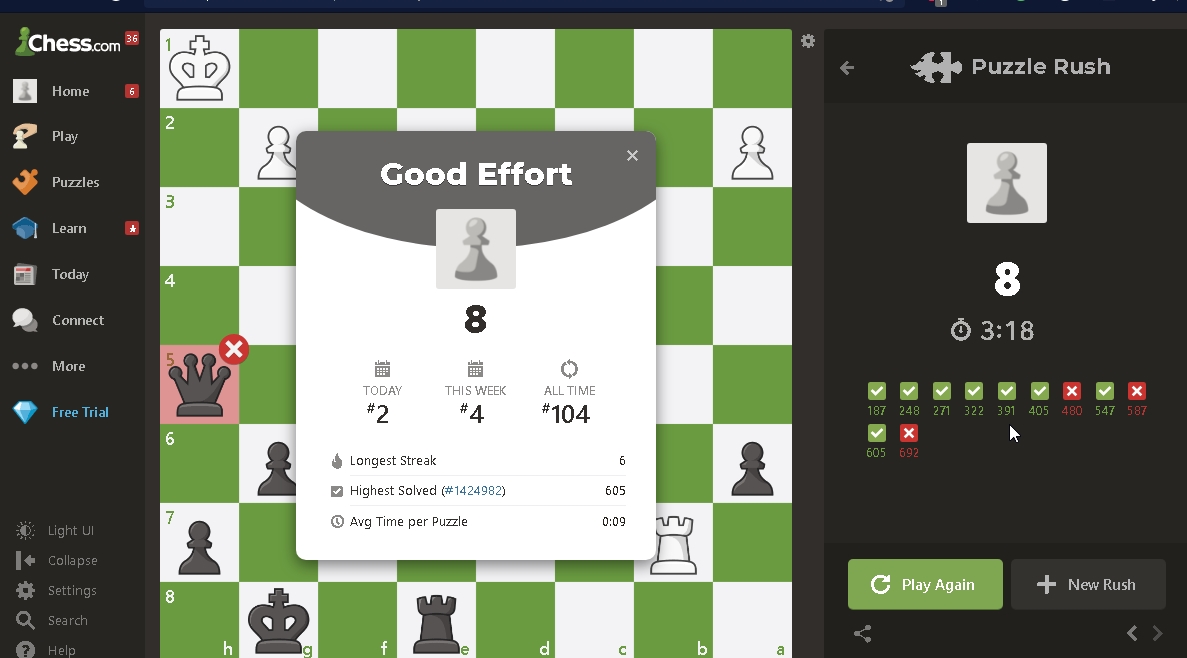 1
Chess.com 36
Home 6
Play
Puzzles
Learn
Today
Connect
More
Free Trial
Light UI
Collapse
Settings
Search
Help
1
2
3
4
5
6
7
8
h g f e d c b a
Good Effort
8
TODAY THIS WEEK ALL TIME
#2 #4 #104
Longest Streak 6
Highest Solved (#1424982) 605
Avg Time per Puzzle 0:09
Puzzle Rush
8
3:18
187 248 271 322 391 405 480 547 587
605 692
Play Again
New Rush